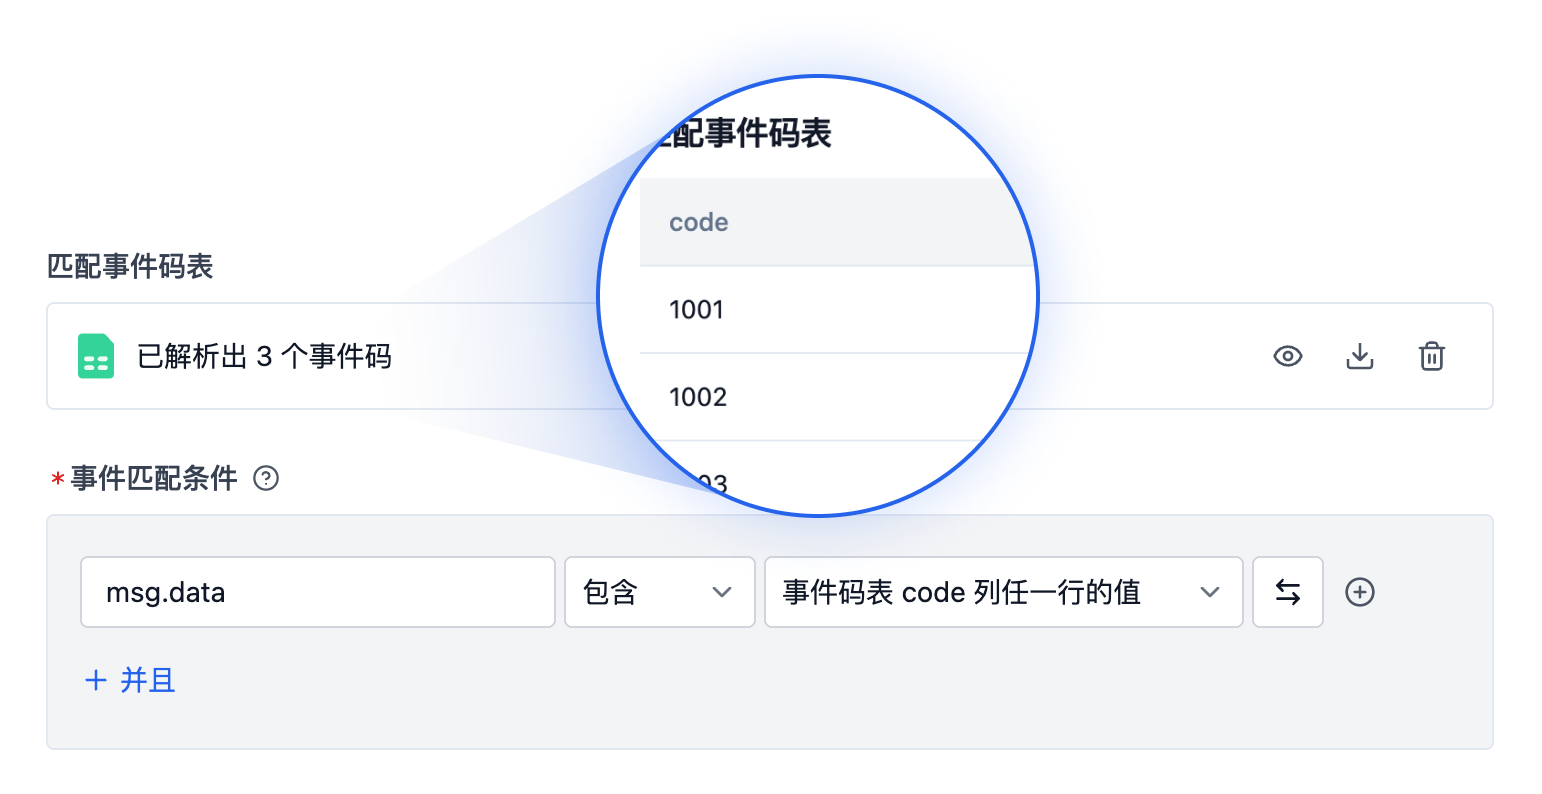 匹配事件码表
code
1001
1002
03
匹配事件码表
已解析出 3 个事件码
*事件匹配条件
msg.data
包含
事件码表 code 列任一行的值
+ 并且